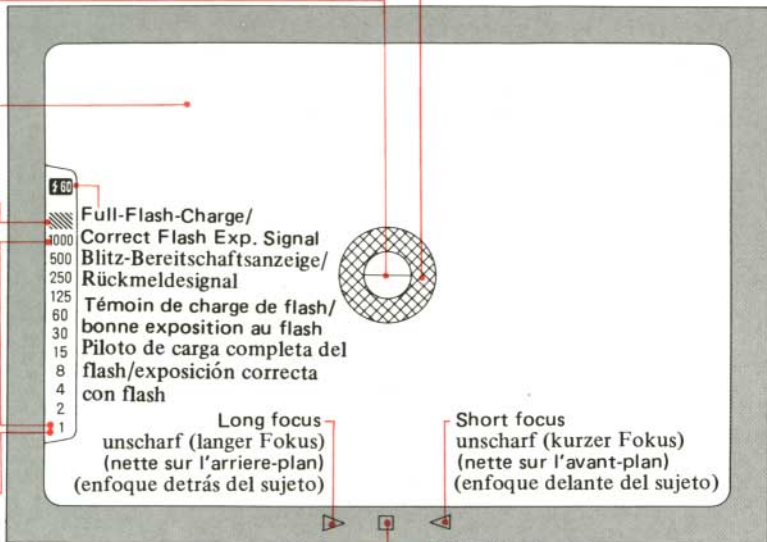 ⚡60
Full-Flash-Charge/
Correct Flash Exp. Signal
Blitz-Bereitschaftsanzeige/
Rückmeldesignal
Témoin de charge de flash/
bonne exposition au flash
Piloto de carga completa del
flash/exposición correcta
con flash
1000
500
250
125
60
30
15
8
4
2
1
Long focus
unscharf (langer Fokus)
(nette sur l'arriere-plan)
(enfoque detrás del sujeto)
Short focus
unscharf (kurzer Fokus)
(nette sur l'avant-plan)
(enfoque delante del sujeto)